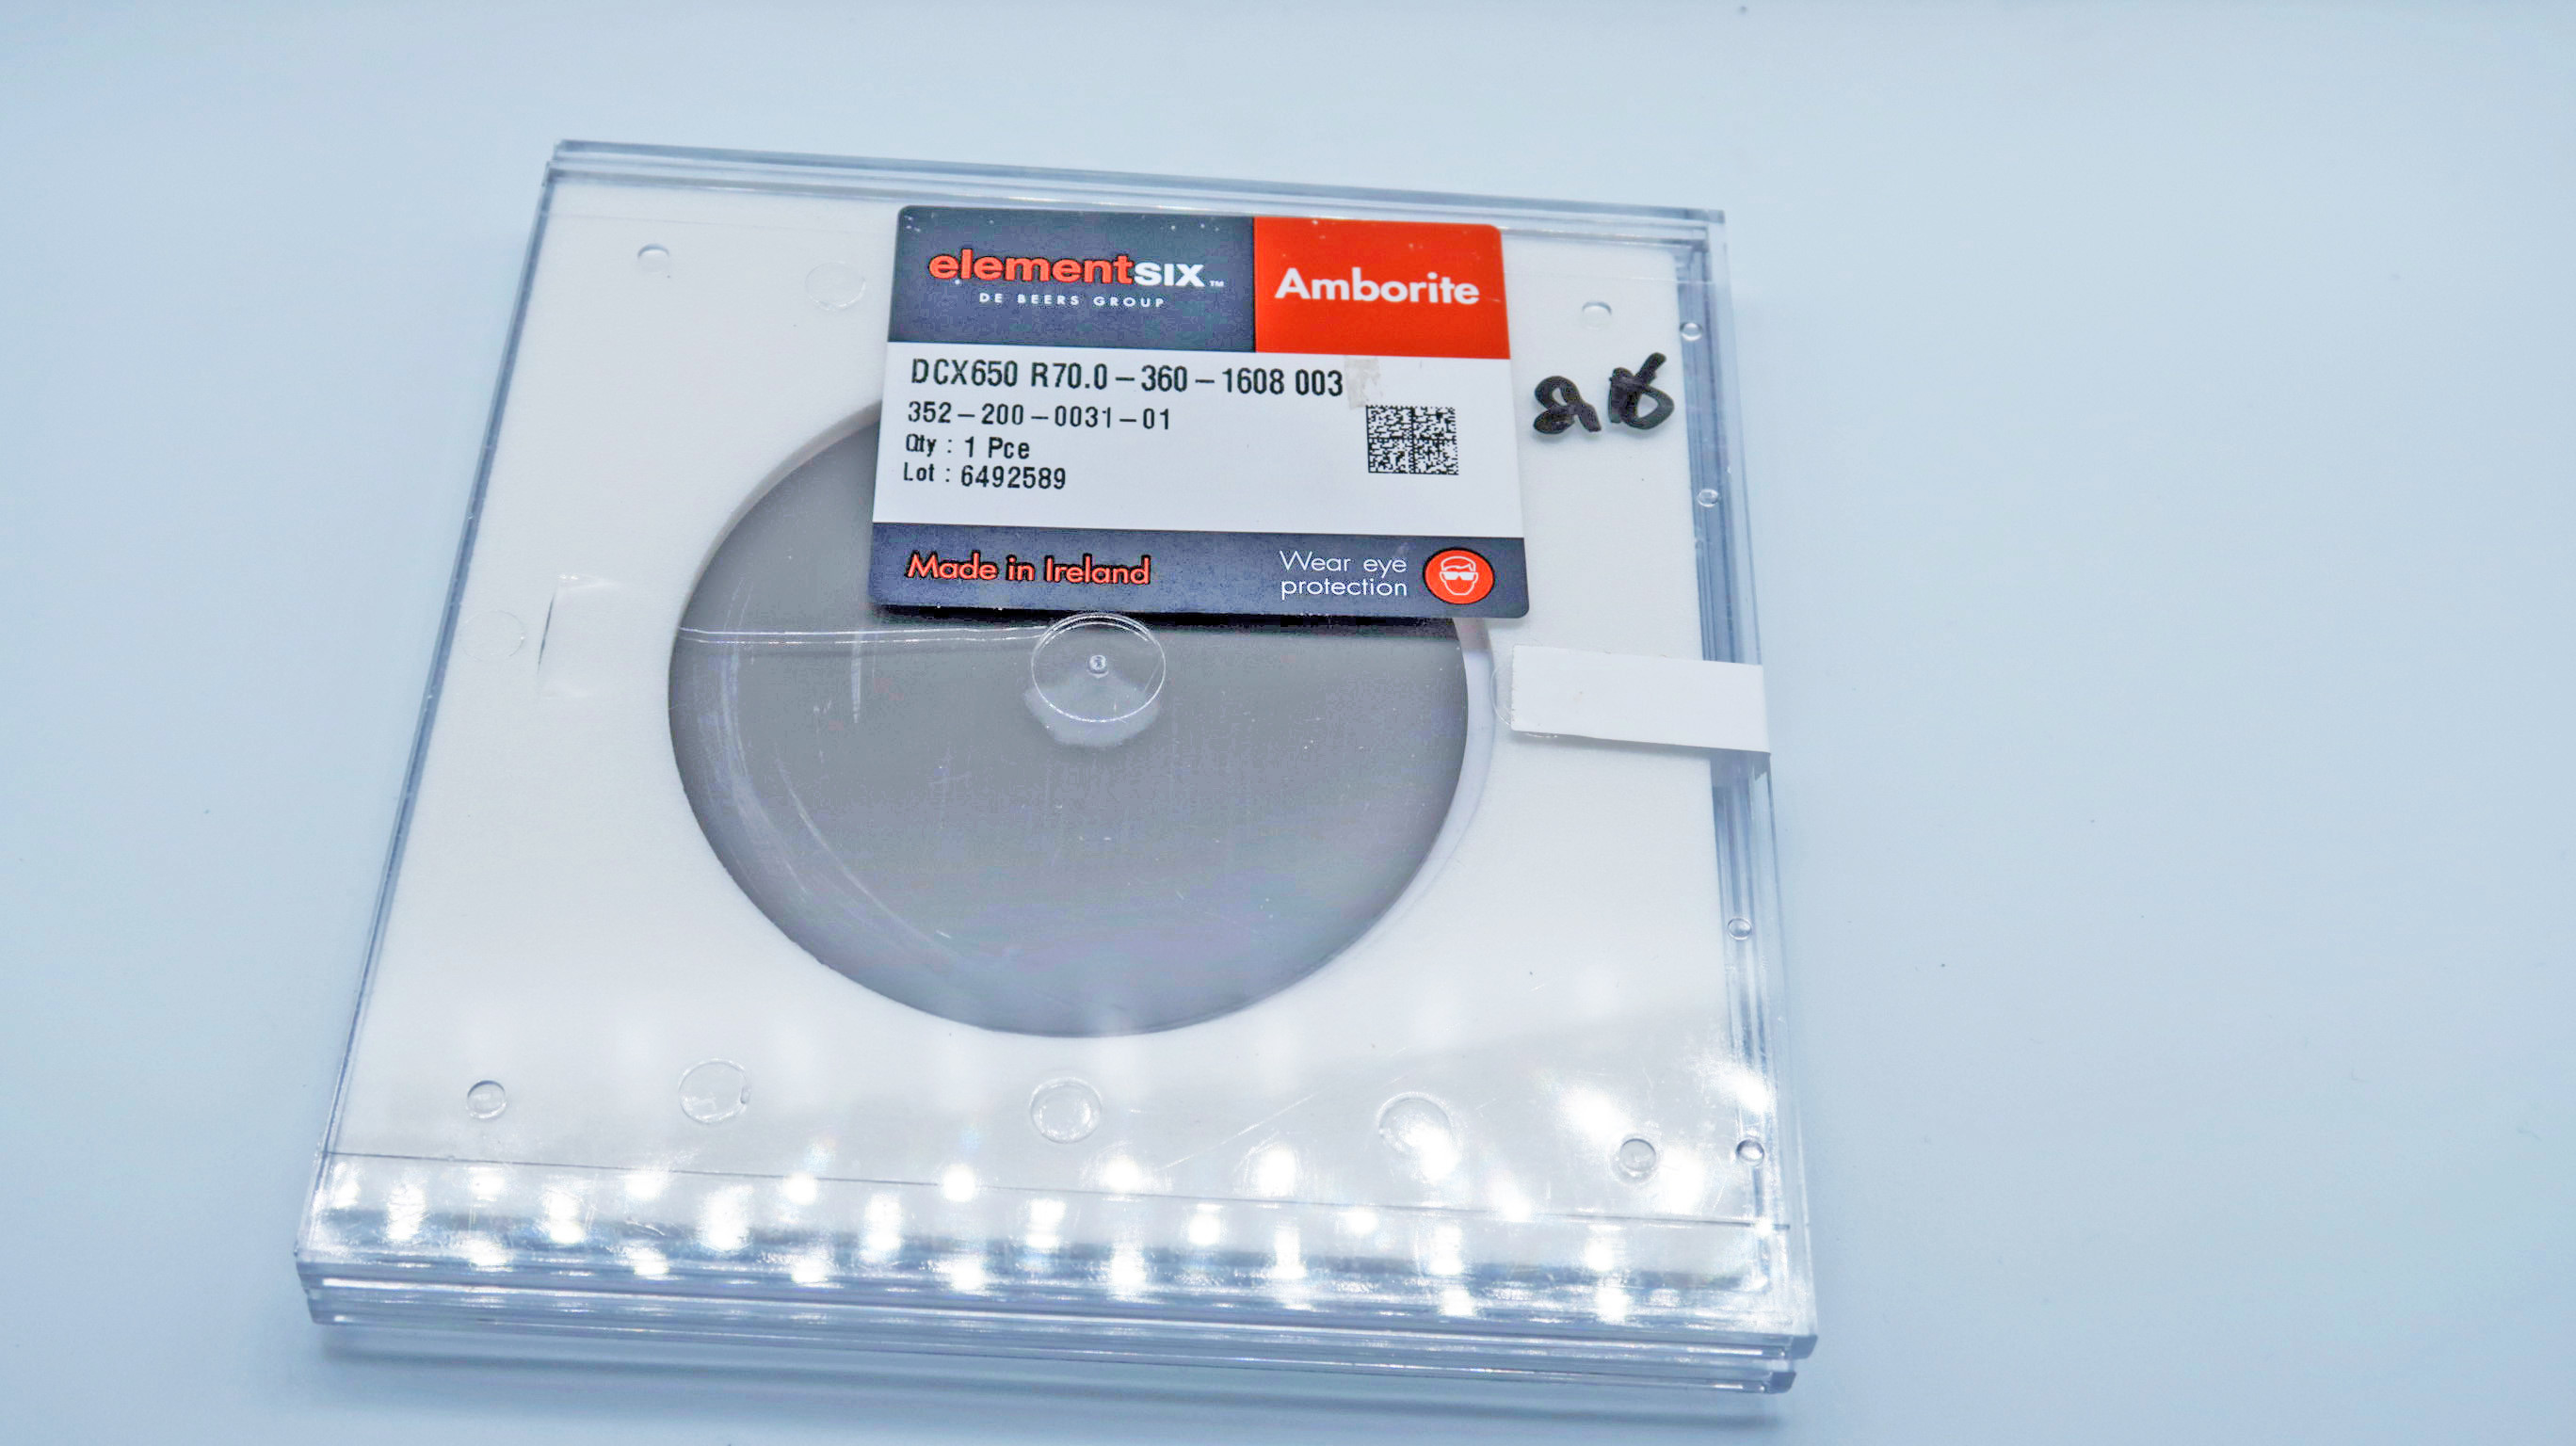 elementsix™
DE BEERS GROUP
Amborite
DCX650 R70.0–360–1608 003
352–200–0031–01
Qty : 1 Pce
Lot : 6492589
Made in Ireland
Wear eye
protection